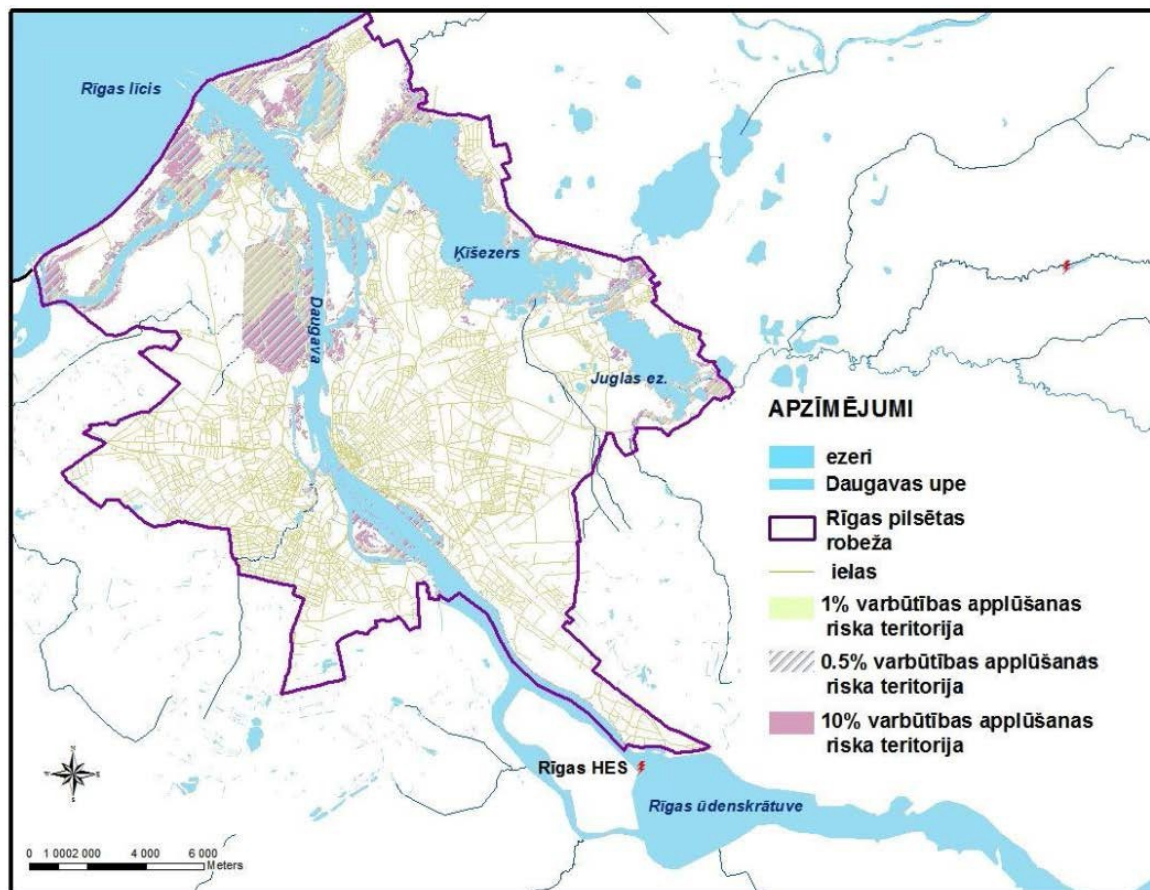 Rīgas līcis
Ķīšezers
Daugava
Juglas ez.
APZĪMĒJUMI
ezeri
Daugavas upe
Rīgas pilsētas
robeža
ielas
1% varbūtības applūšanas
riska teritorija
0.5% varbūtības applūšanas
riska teritorija
10% varbūtības applūšanas
riska teritorija
Rīgas HES
Rīgas ūdenskrātuve
0 1 0002 000 4 000 6 000
Meters